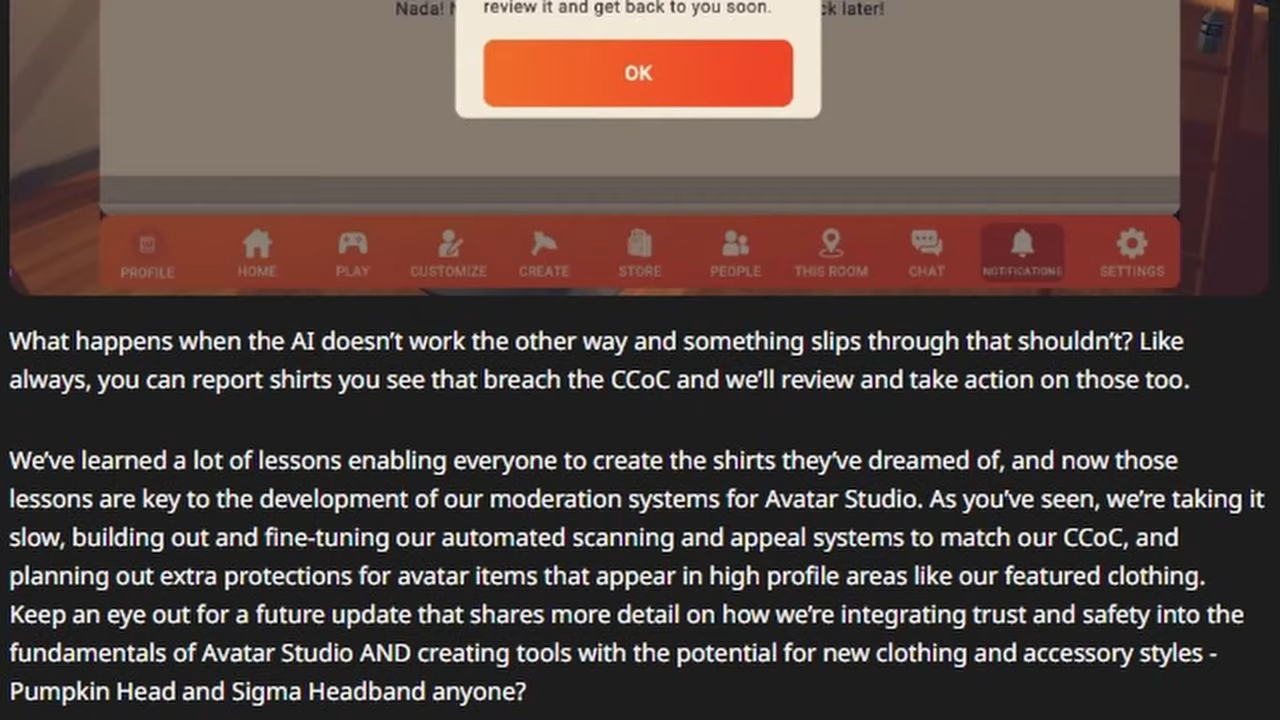 Nada!
review it and get back to you soon.
ck later!
OK
PROFILE
HOME
PLAY
CUSTOMIZE
CREATE
STORE
PEOPLE
THIS ROOM
CHAT
NOTIFICATIONS
SETTINGS
What happens when the AI doesn’t work the other way and something slips through that shouldn’t? Like
always, you can report shirts you see that breach the CCoC and we’ll review and take action on those too.
We’ve learned a lot of lessons enabling everyone to create the shirts they’ve dreamed of, and now those
lessons are key to the development of our moderation systems for Avatar Studio. As you’ve seen, we’re taking it
slow, building out and fine-tuning our automated scanning and appeal systems to match our CCoC, and
planning out extra protections for avatar items that appear in high profile areas like our featured clothing.
Keep an eye out for a future update that shares more detail on how we’re integrating trust and safety into the
fundamentals of Avatar Studio AND creating tools with the potential for new clothing and accessory styles -
Pumpkin Head and Sigma Headband anyone?